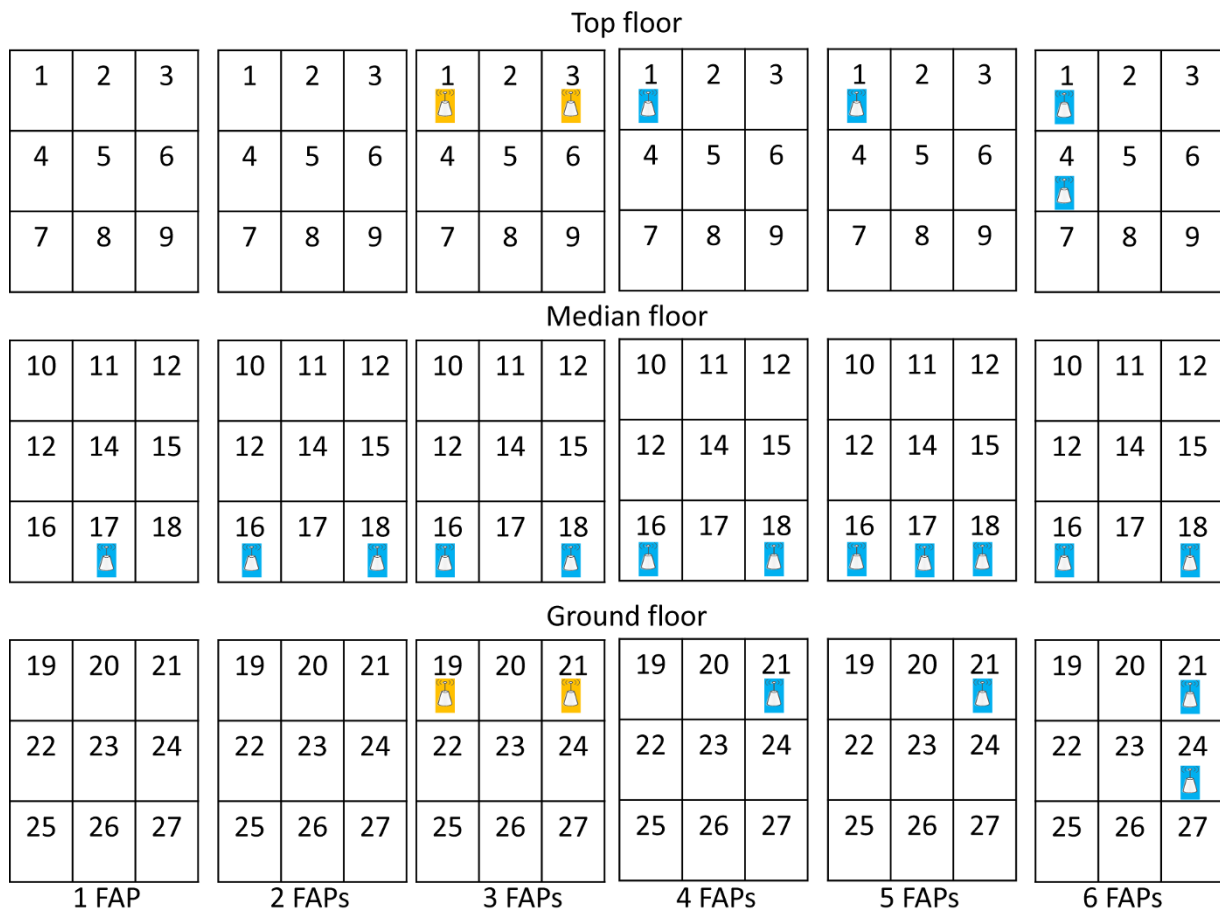 Top floor
1 2 3 1 2 3 1 2 3 1 2 3 1 2 3 1 2 3
4 5 6 4 5 6 4 5 6 4 5 6 4 5 6 4 5 6
7 8 9 7 8 9 7 8 9 7 8 9 7 8 9 7 8 9
Median floor
10 11 12 10 11 12 10 11 12 10 11 12 10 11 12 10 11 12
12 14 15 12 14 15 12 14 15 12 14 15 12 14 15 12 14 15
16 17 18 16 17 18 16 17 18 16 17 18 16 17 18 16 17 18
Ground floor
19 20 21 19 20 21 19 20 21 19 20 21 19 20 21 19 20 21
22 23 24 22 23 24 22 23 24 22 23 24 22 23 24 22 23 24
25 26 27 25 26 27 25 26 27 25 26 27 25 26 27 25 26 27
1 FAP 2 FAPs 3 FAPs 4 FAPs 5 FAPs 6 FAPs